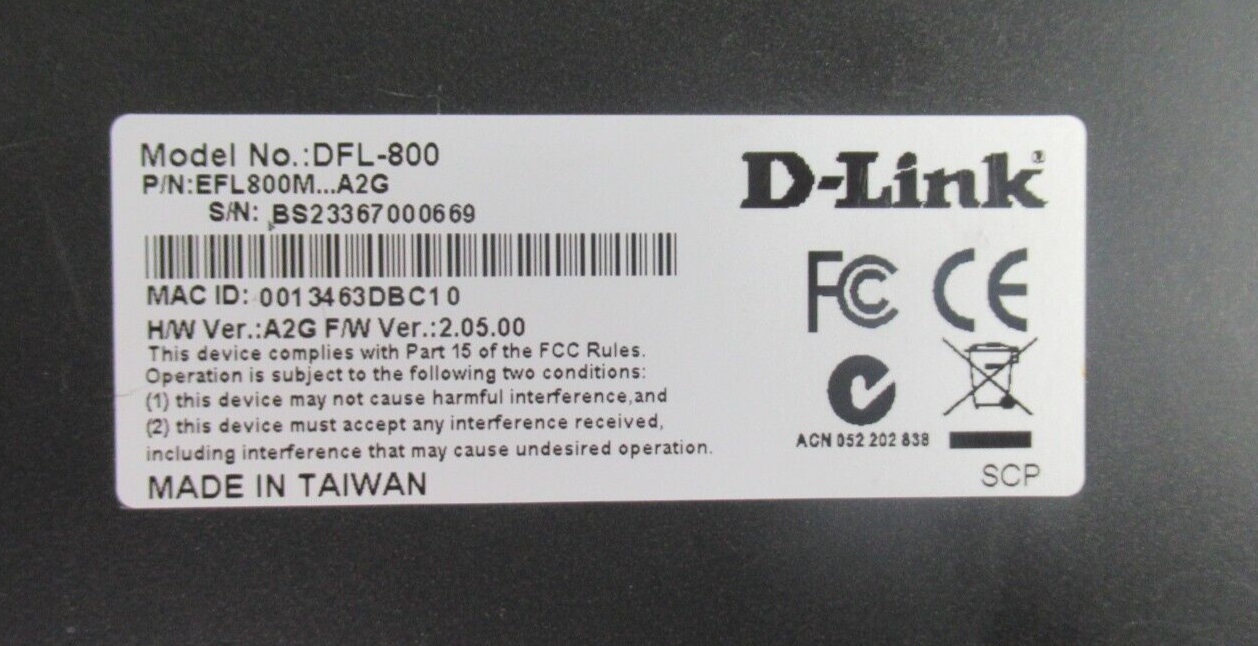 Model No.:DFL-800
P/N:EFL800M...A2G
S/N: BS23367000669
MAC ID: 0013463DBC10
H/W Ver.:A2G F/W Ver.:2.05.00
This device complies with Part 15 of the FCC Rules.
Operation is subject to the following two conditions:
(1) this device may not cause harmful interference,and
(2) this device must accept any interference received,
including interference that may cause undesired operation.
MADE IN TAIWAN
D-Link®
FC CE
ACN 052 202 838
SCP